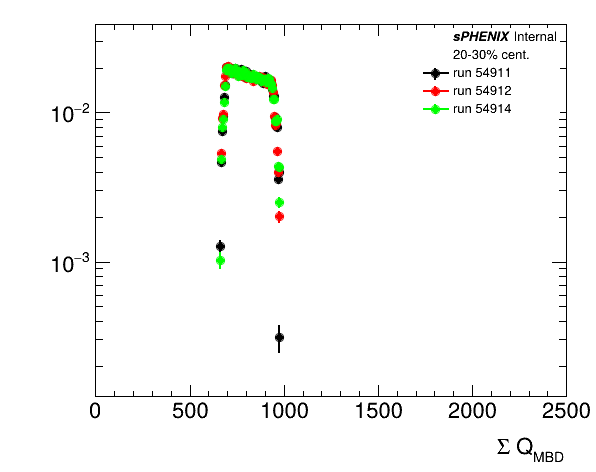 sPHENIX Internal
20-30% cent.
run 54911
run 54912
run 54914
10−2
10−3
0 500 1000 1500 2000 2500
Σ QMBD